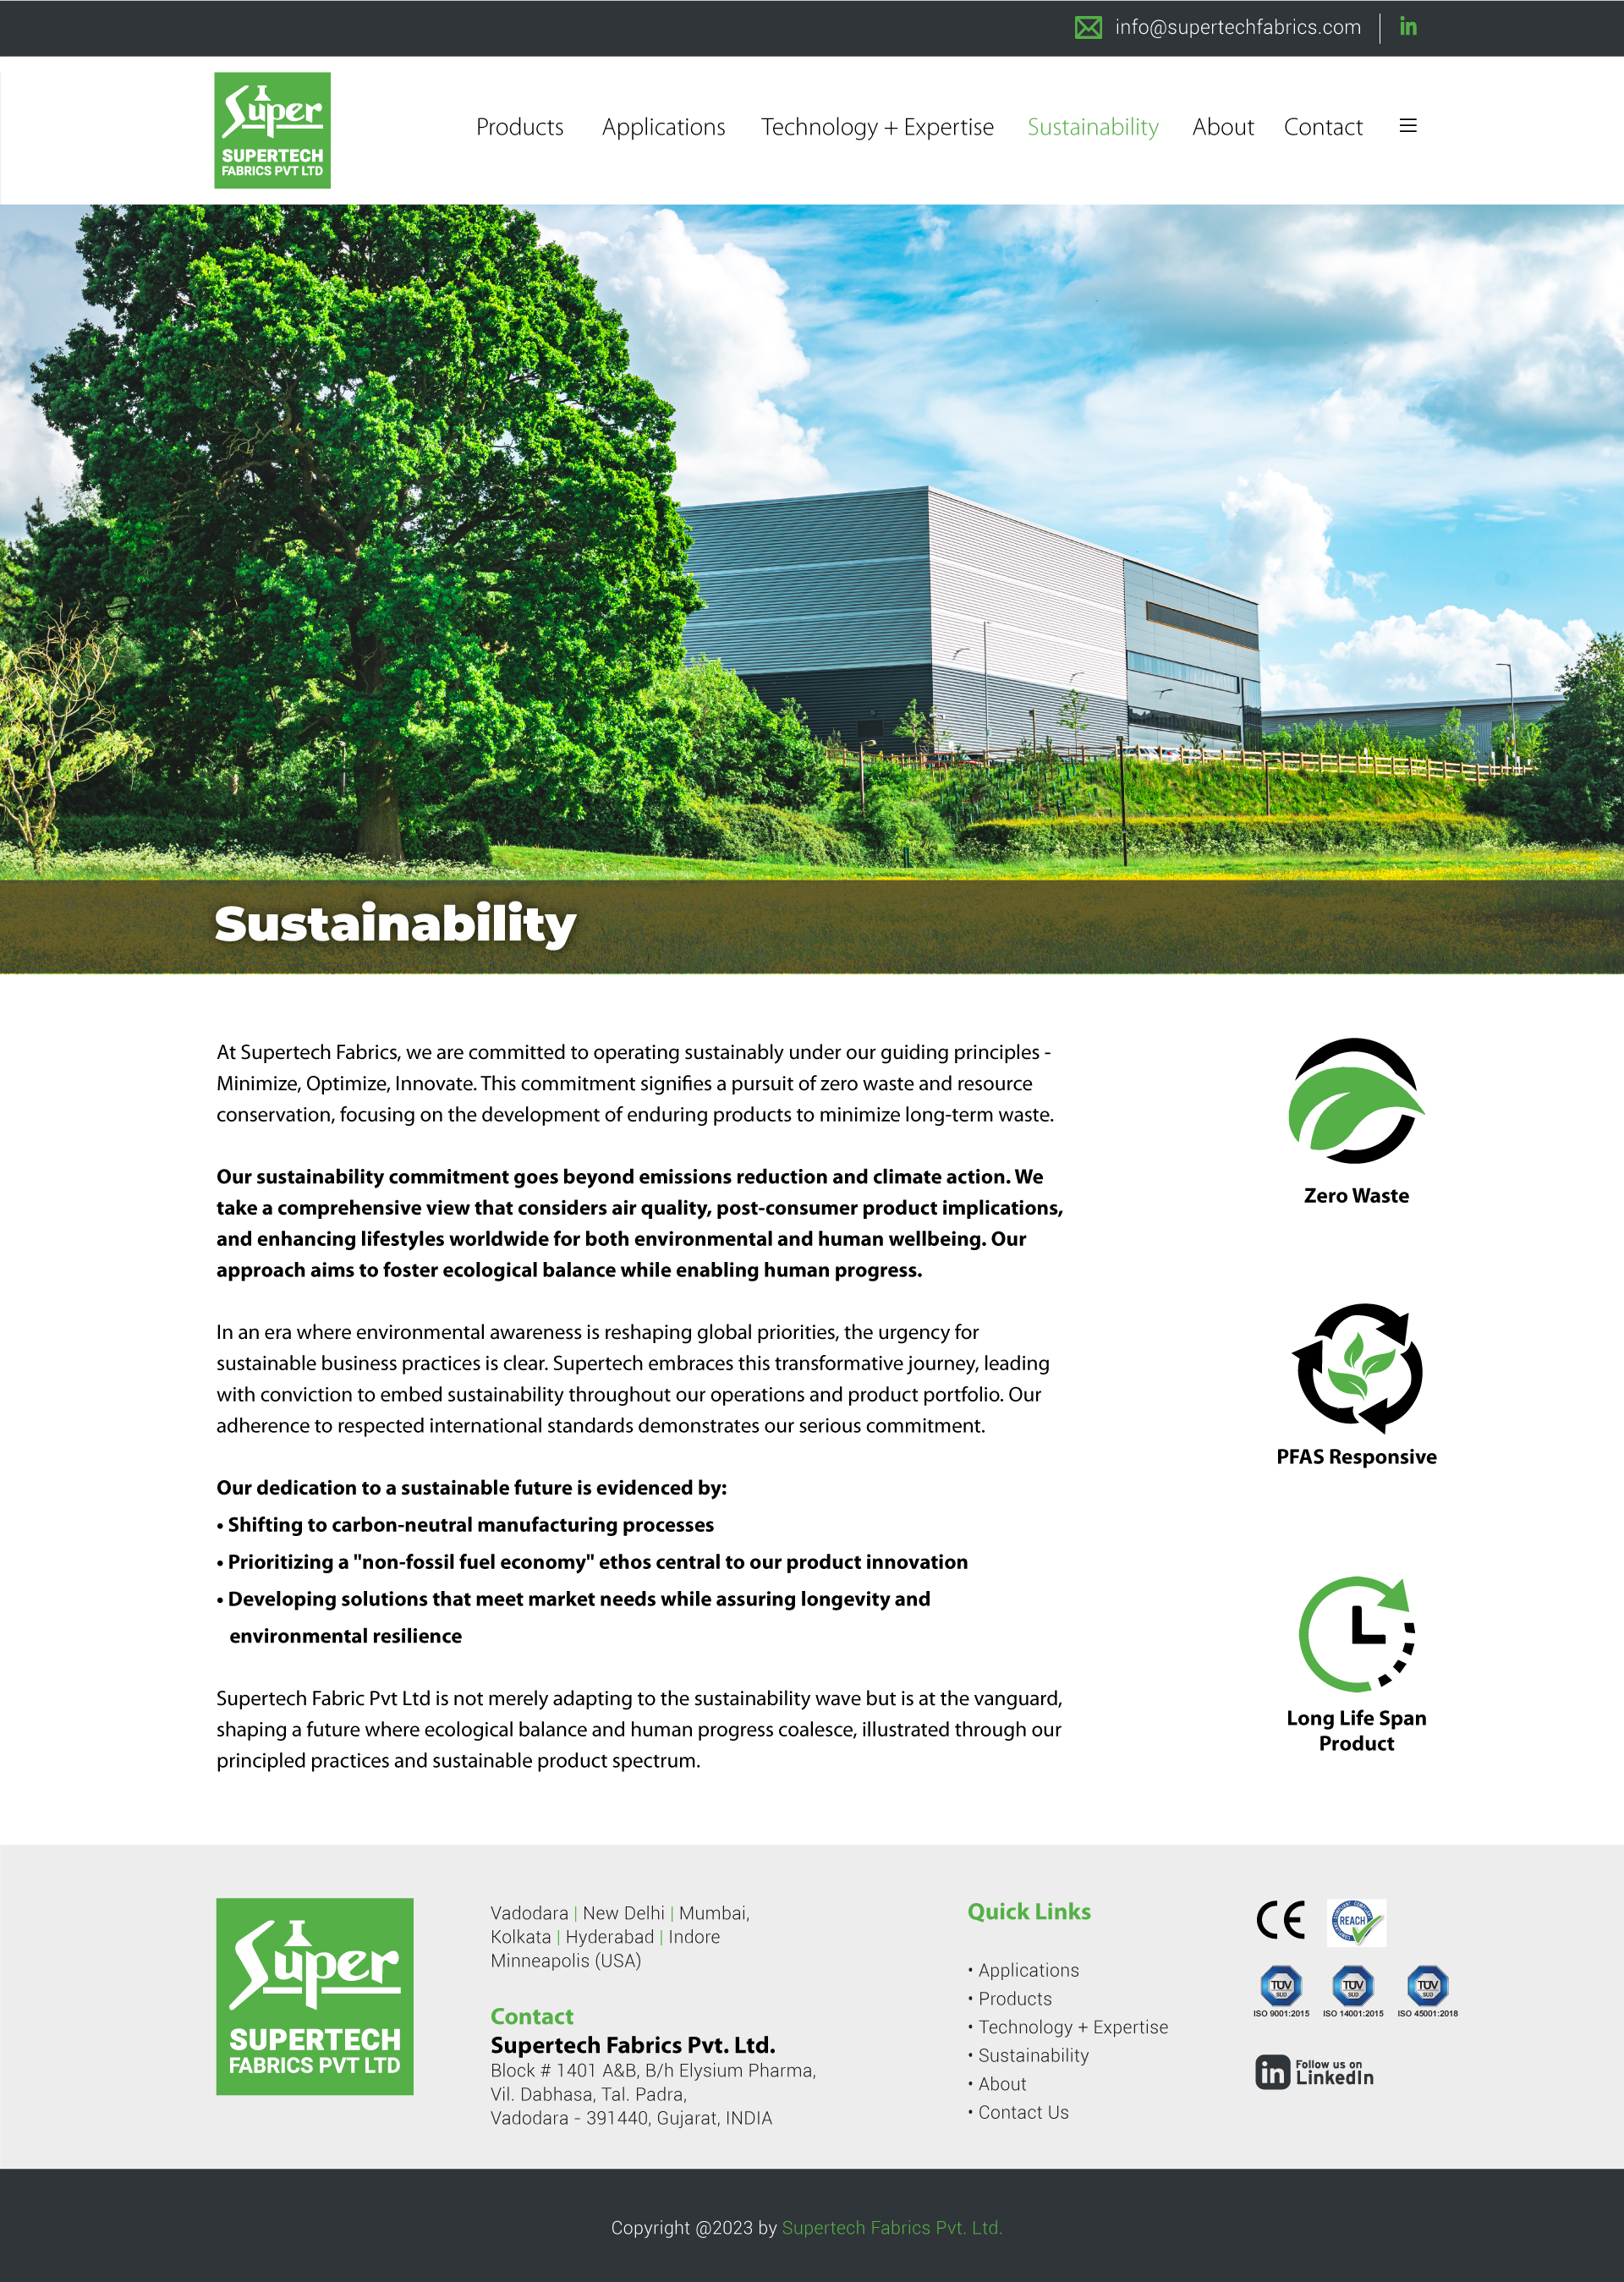 info@supertechfabrics.com
in
Super
SUPERTECH
FABRICS PVT LTD
Products Applications Technology + Expertise Sustainability About Contact
Sustainability
At Supertech Fabrics, we are committed to operating sustainably under our guiding principles -
Minimize, Optimize, Innovate. This commitment signifies a pursuit of zero waste and resource
conservation, focusing on the development of enduring products to minimize long-term waste.
Our sustainability commitment goes beyond emissions reduction and climate action. We
take a comprehensive view that considers air quality, post-consumer product implications,
and enhancing lifestyles worldwide for both environmental and human wellbeing. Our
approach aims to foster ecological balance while enabling human progress.
In an era where environmental awareness is reshaping global priorities, the urgency for
sustainable business practices is clear. Supertech embraces this transformative journey, leading
with conviction to embed sustainability throughout our operations and product portfolio. Our
adherence to respected international standards demonstrates our serious commitment.
Our dedication to a sustainable future is evidenced by:
• Shifting to carbon-neutral manufacturing processes
• Prioritizing a "non-fossil fuel economy" ethos central to our product innovation
• Developing solutions that meet market needs while assuring longevity and
environmental resilience
Supertech Fabric Pvt Ltd is not merely adapting to the sustainability wave but is at the vanguard,
shaping a future where ecological balance and human progress coalesce, illustrated through our
principled practices and sustainable product spectrum.
Zero Waste
PFAS Responsive
Long Life Span
Product
Super
SUPERTECH
FABRICS PVT LTD
Vadodara | New Delhi | Mumbai,
Kolkata | Hyderabad | Indore
Minneapolis (USA)
Contact
Supertech Fabrics Pvt. Ltd.
Block # 1401 A&B, B/h Elysium Pharma,
Vil. Dabhasa, Tal. Padra,
Vadodara - 391440, Gujarat, INDIA
Quick Links
• Applications
• Products
• Technology + Expertise
• Sustainability
• About
• Contact Us
CE
REACH
TÜV SUD
TÜV SUD
TÜV SUD
ISO 9001:2015 ISO 14001:2015 ISO 45001:2018
in
Follow us on
LinkedIn
Copyright @2023 by Supertech Fabrics Pvt. Ltd.